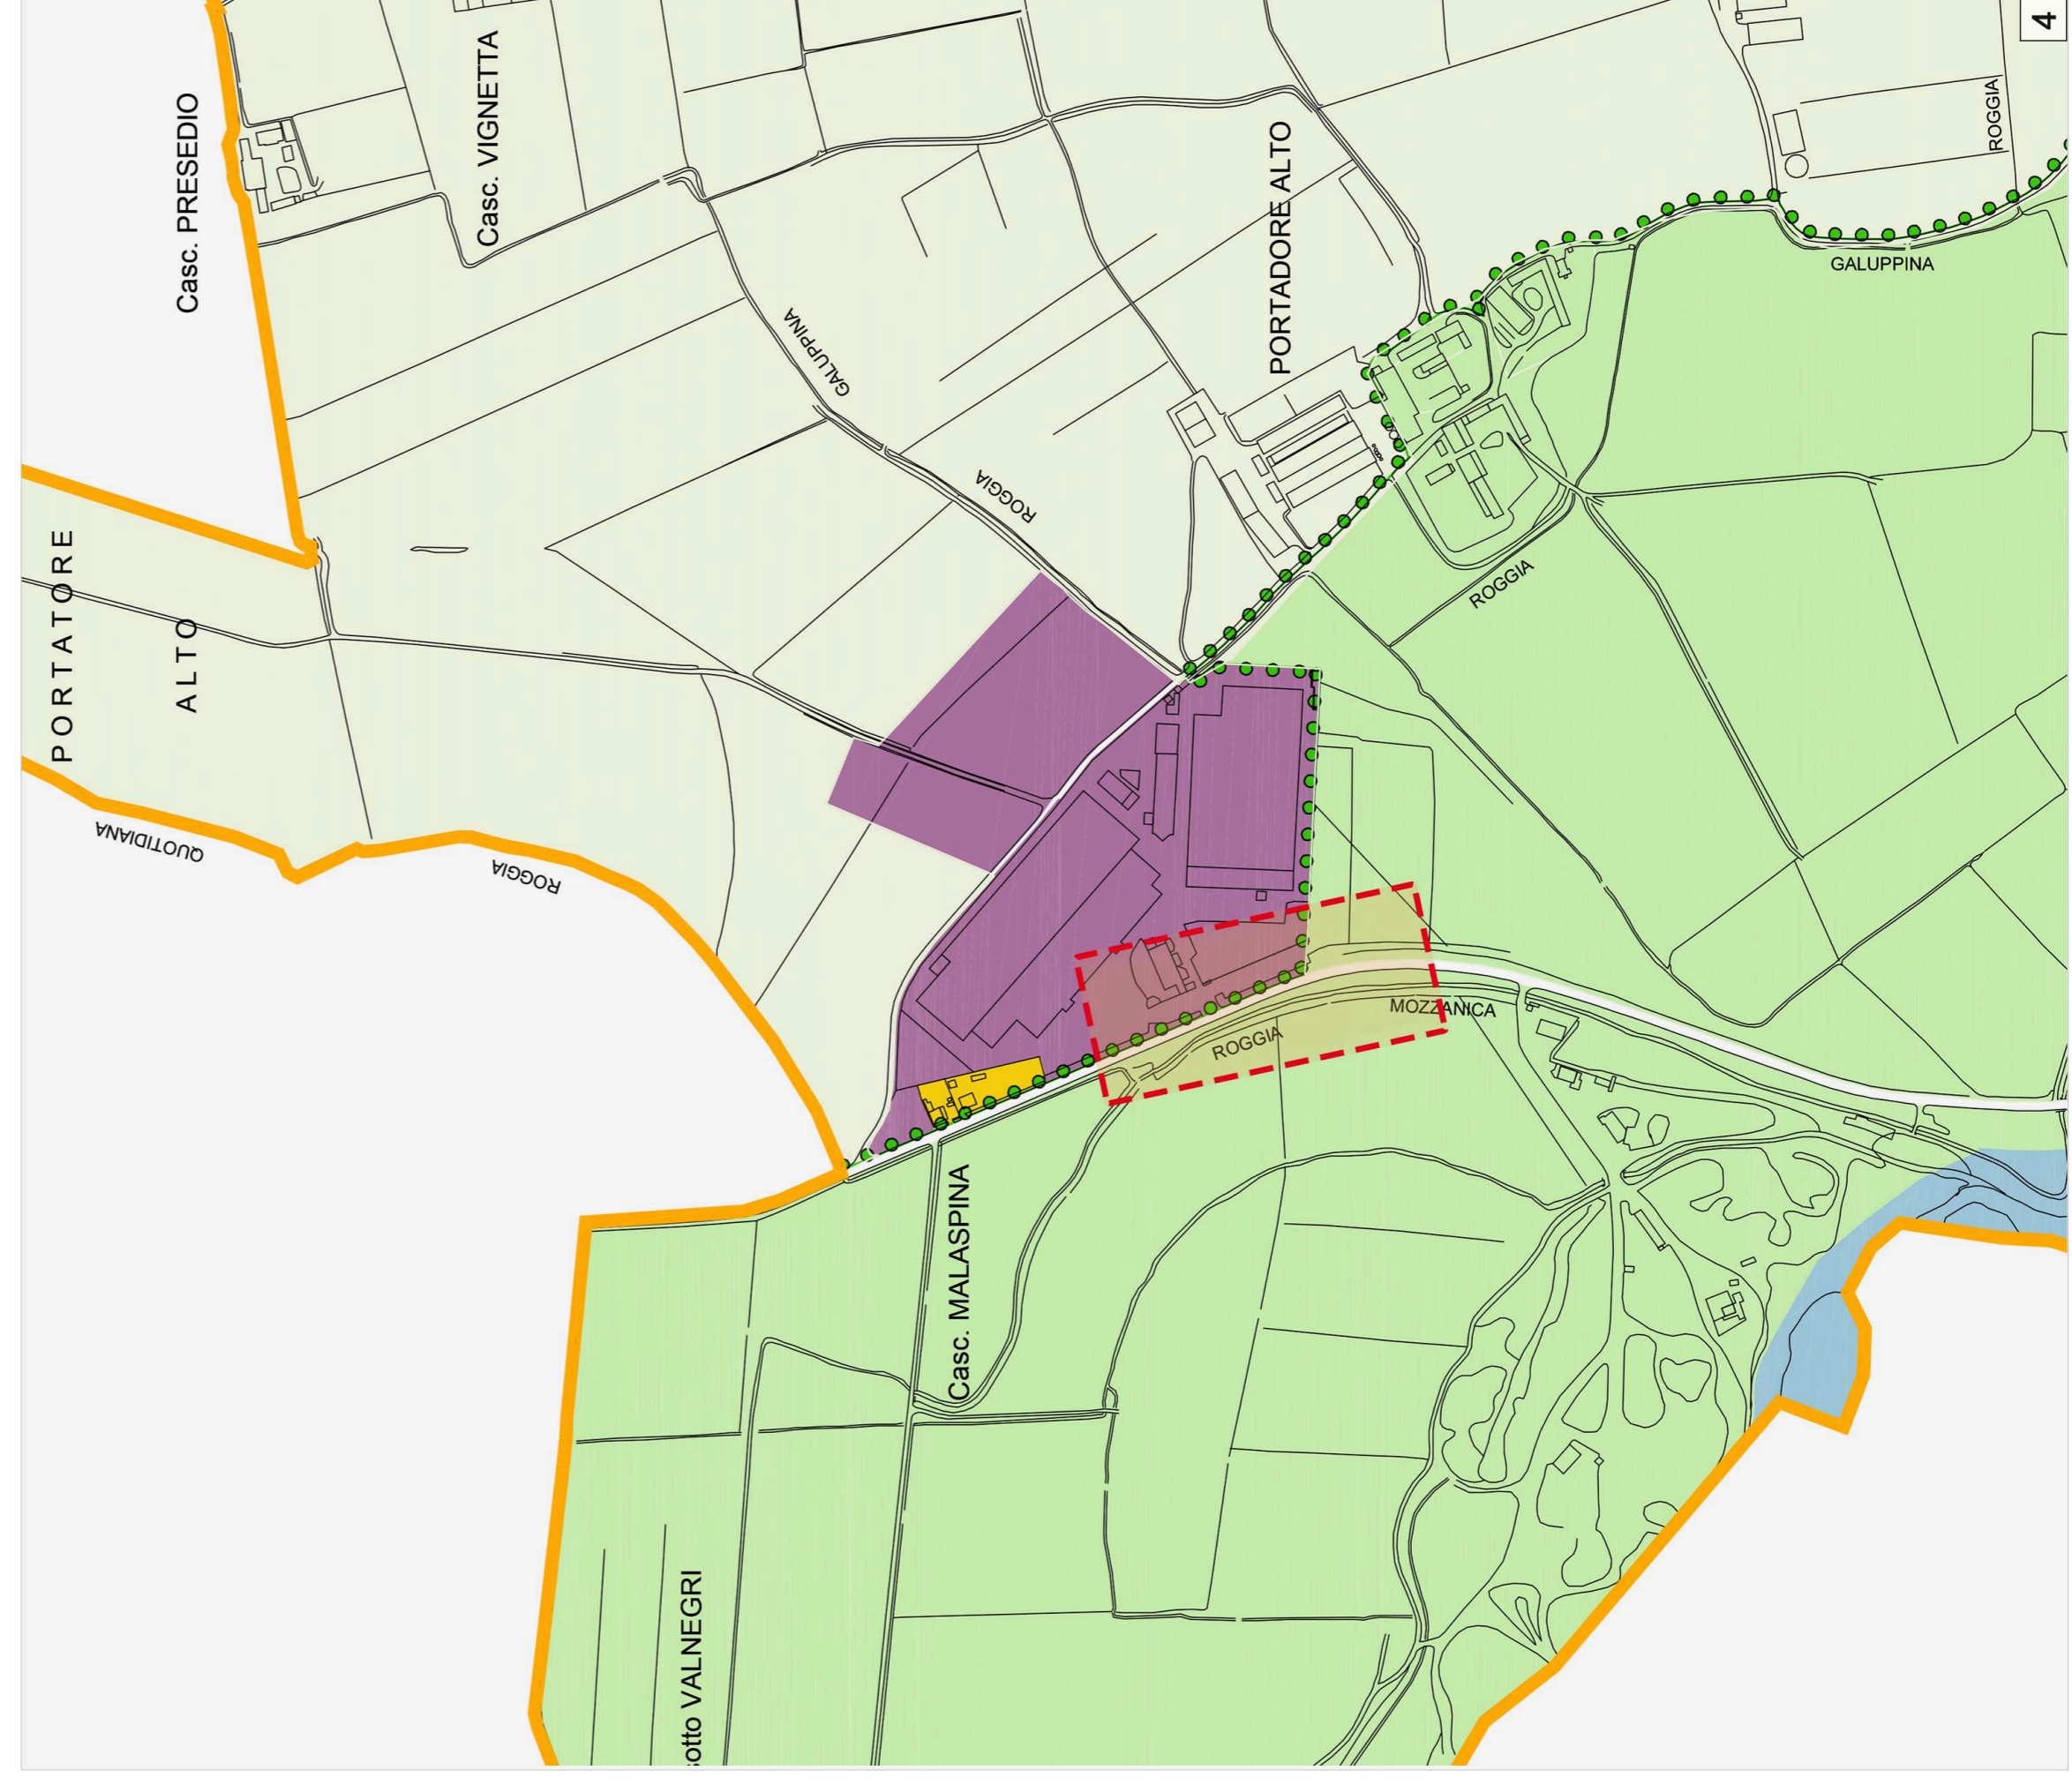 4
Casc. PRESEDIO
Casc. VIGNETTA
ROGGIA
PORTADORE ALTO
GALUPPINA
GALUPPINA
ROGGIA
PORTATORE
ALTO
ROGGIA
QUOTIDIANA
ROGGIA
MOZZANICA
ROGGIA
Casc. MALASPINA
sotto VALNEGRI